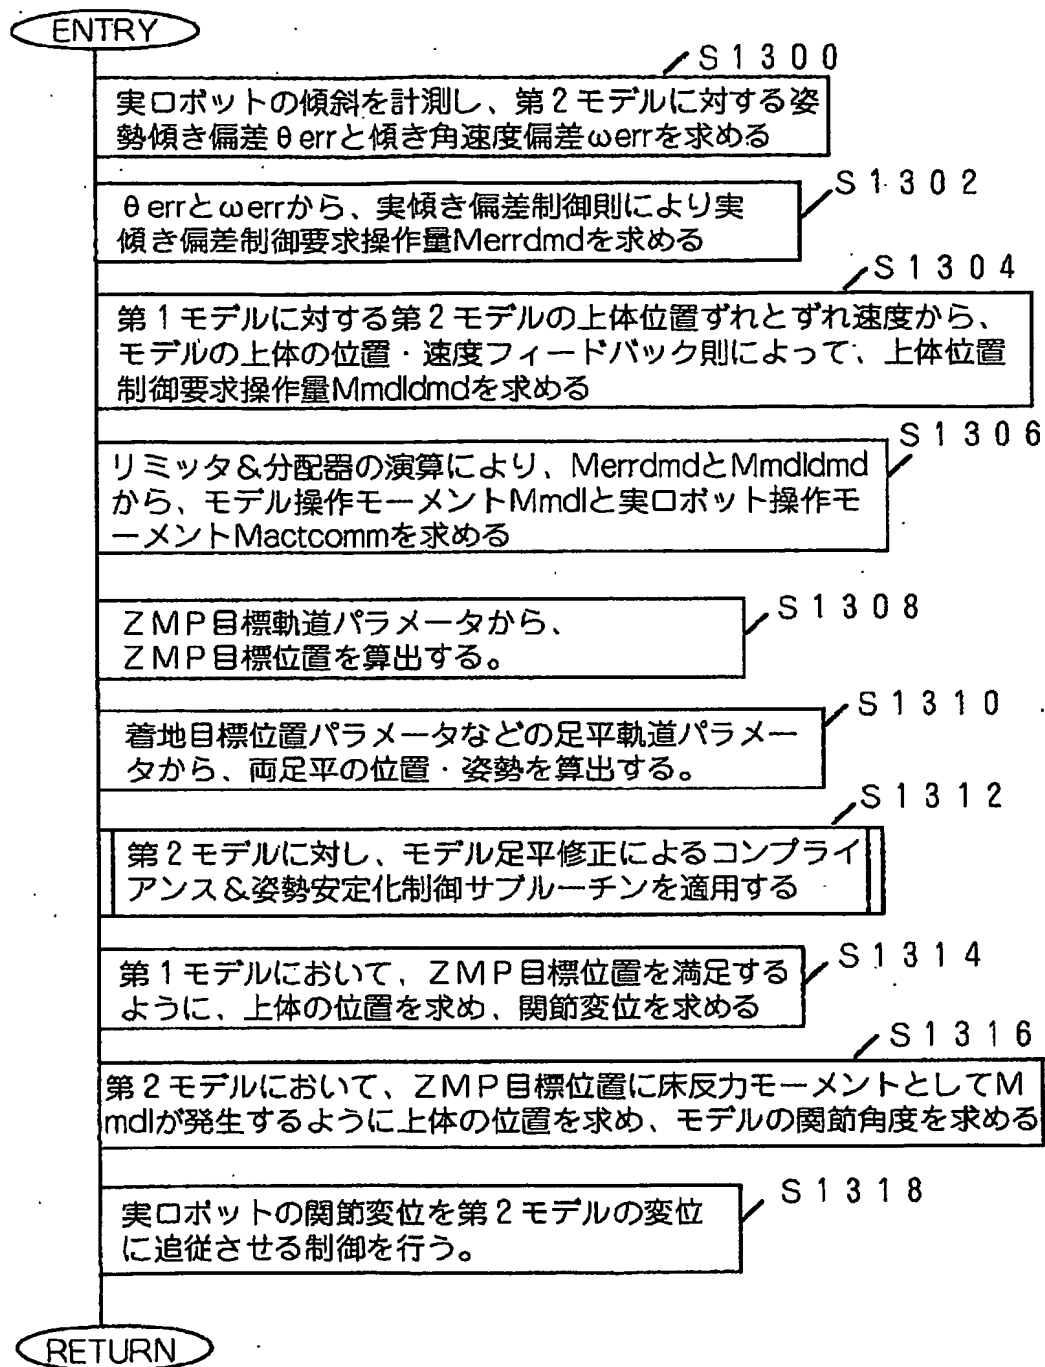 ENTRY
S1300
実ロボットの傾斜を計測し、第2モデルに対する姿
勢傾き偏差θerrと傾き角速度偏差ωerrを求める
S1302
θerrとωerrから、実傾き偏差制御則により実
傾き偏差制御要求操作量Merrdmdを求める
S1304
第1モデルに対する第2モデルの上体位置ずれとずれ速度から、
モデルの上体の位置・速度フィードバック則によって、上体位置
制御要求操作量Mmdldmdを求める
S1306
リミッタ&分配器の演算により、MerrdmdとMmdldmd
から、モデル操作モーメントMmdlと実ロボット操作モ
ーメントMactcommを求める
S1308
ZMP目標軌道パラメータから、
ZMP目標位置を算出する。
S1310
着地目標位置パラメータなどの足平軌道パラメー
タから、両足平の位置・姿勢を算出する。
S1312
第2モデルに対し、モデル足平修正によるコンプライ
アンス&姿勢安定化制御サブルーチンを適用する
S1314
第1モデルにおいて、ZMP目標位置を満足する
ように、上体の位置を求め、関節変位を求める
S1316
第2モデルにおいて、ZMP目標位置に床反力モーメントとしてM
mdlが発生するように上体の位置を求め、モデルの関節角度を求める
S1318
実ロボットの関節変位を第2モデルの変位
に追従させる制御を行う。
RETURN